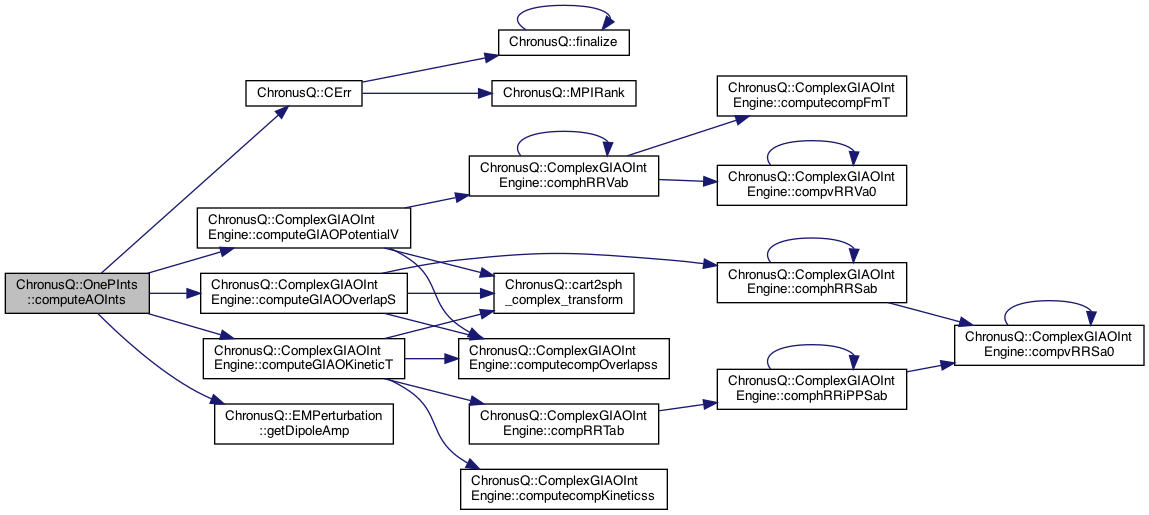 ChronusQ::OnePInts
::computeAOInts
ChronusQ::CErr
ChronusQ::finalize
ChronusQ::MPIRank
ChronusQ::ComplexGIAOInt
Engine::computeGIAOPotentialV
ChronusQ::ComplexGIAOInt
Engine::comphRRVab
ChronusQ::ComplexGIAOInt
Engine::computecompFmT
ChronusQ::ComplexGIAOInt
Engine::compvRRVa0
ChronusQ::ComplexGIAOInt
Engine::computeGIAOOverlapS
ChronusQ::cart2sph
_complex_transform
ChronusQ::ComplexGIAOInt
Engine::comphRRSab
ChronusQ::ComplexGIAOInt
Engine::compvRRSa0
ChronusQ::ComplexGIAOInt
Engine::computeGIAOKineticT
ChronusQ::ComplexGIAOInt
Engine::computecompOverlapss
ChronusQ::ComplexGIAOInt
Engine::comphRRiPPSab
ChronusQ::EMPerturbation
::getDipoleAmp
ChronusQ::ComplexGIAOInt
Engine::compRRTab
ChronusQ::ComplexGIAOInt
Engine::computecompKineticss